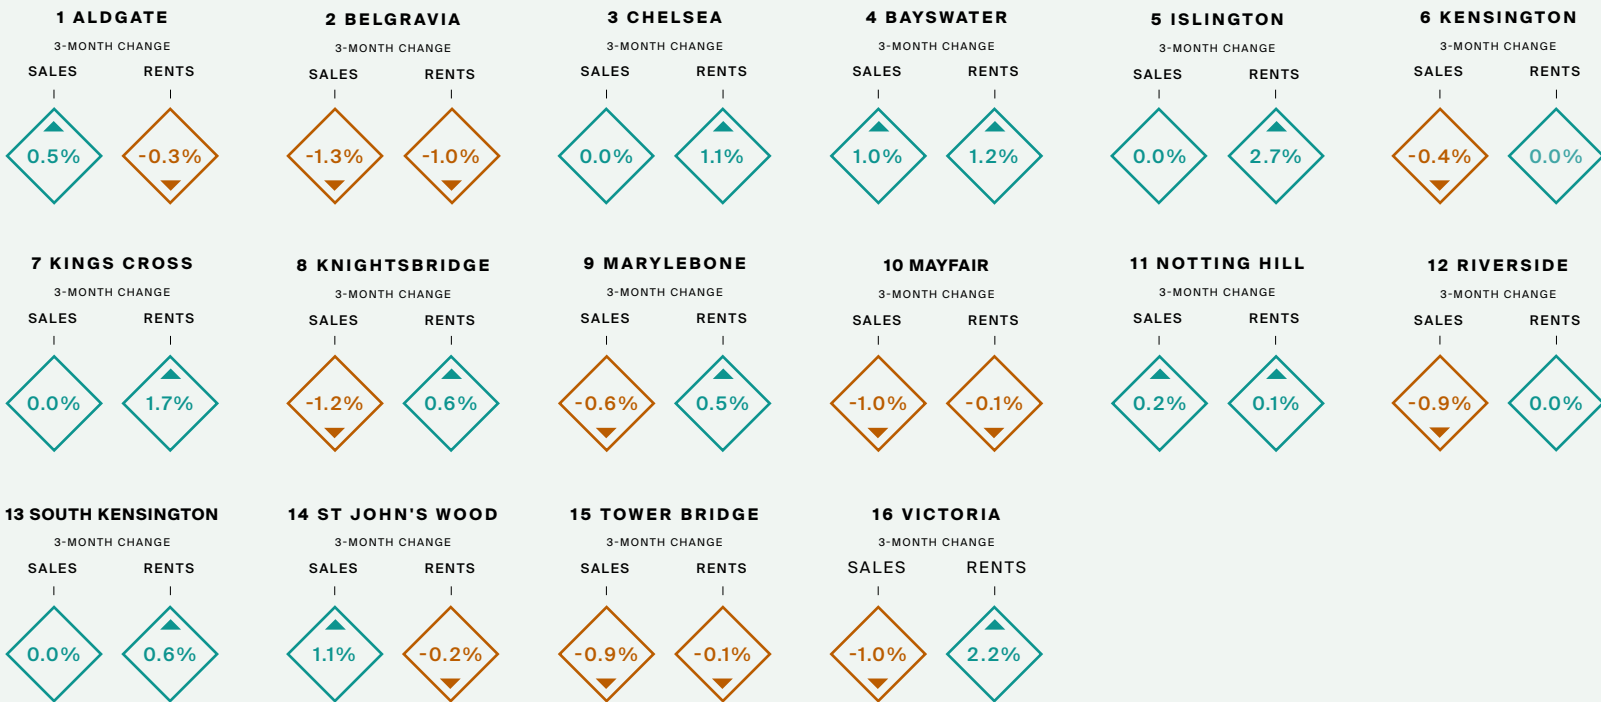 1 ALDGATE
3-MONTH CHANGE
SALES RENTS
0.5% -0.3%
2 BELGRAVIA
3-MONTH CHANGE
SALES RENTS
-1.3% -1.0%
3 CHELSEA
3-MONTH CHANGE
SALES RENTS
0.0% 1.1%
4 BAYSWATER
3-MONTH CHANGE
SALES RENTS
1.0% 1.2%
5 ISLINGTON
3-MONTH CHANGE
SALES RENTS
0.0% 2.7%
6 KENSINGTON
3-MONTH CHANGE
SALES RENTS
-0.4% 0.0%
7 KINGS CROSS
3-MONTH CHANGE
SALES RENTS
0.0% 1.7%
8 KNIGHTSBRIDGE
3-MONTH CHANGE
SALES RENTS
-1.2% 0.6%
9 MARYLEBONE
3-MONTH CHANGE
SALES RENTS
-0.6% 0.5%
10 MAYFAIR
3-MONTH CHANGE
SALES RENTS
-1.0% -0.1%
11 NOTTING HILL
3-MONTH CHANGE
SALES RENTS
0.2% 0.1%
12 RIVERSIDE
3-MONTH CHANGE
SALES RENTS
-0.9% 0.0%
13 SOUTH KENSINGTON
3-MONTH CHANGE
SALES RENTS
0.0% 0.6%
14 ST JOHN'S WOOD
3-MONTH CHANGE
SALES RENTS
1.1% -0.2%
15 TOWER BRIDGE
3-MONTH CHANGE
SALES RENTS
-0.9% -0.1%
16 VICTORIA
3-MONTH CHANGE
SALES RENTS
-1.0% 2.2%